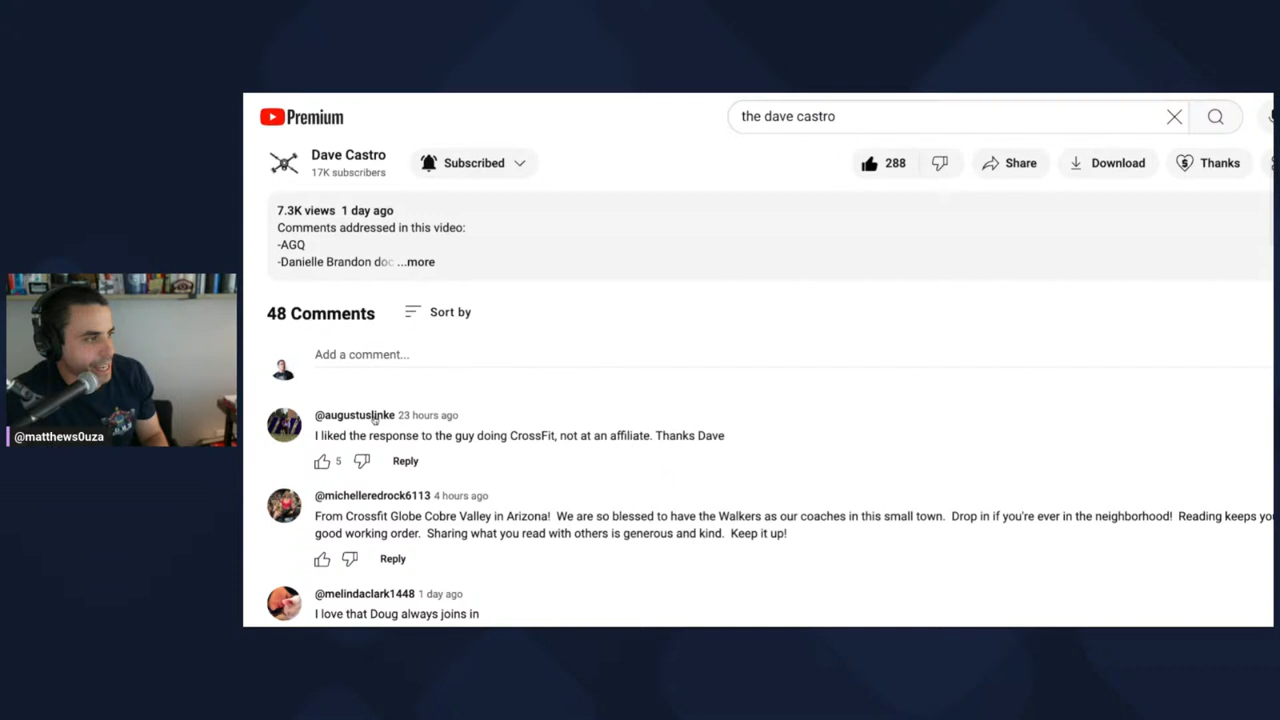 Premium
the dave castro
Dave Castro
17K subscribers
Subscribed
288
Share
Download
Thanks
7.3K views 1 day ago
Comments addressed in this video:
-AGQ
-Danielle Brandon doc ...more
48 Comments
Sort by
Add a comment...
@augustuslinke 23 hours ago
I liked the response to the guy doing CrossFit, not at an affiliate. Thanks Dave
5
Reply
@michelleredrock6113 4 hours ago
From Crossfit Globe Cobre Valley in Arizona! We are so blessed to have the Walkers as our coaches in this small town. Drop in if you're ever in the neighborhood! Reading keeps you
good working order. Sharing what you read with others is generous and kind. Keep it up!
Reply
@melindaclark1448 1 day ago
I love that Doug always joins in
@matthews0uza